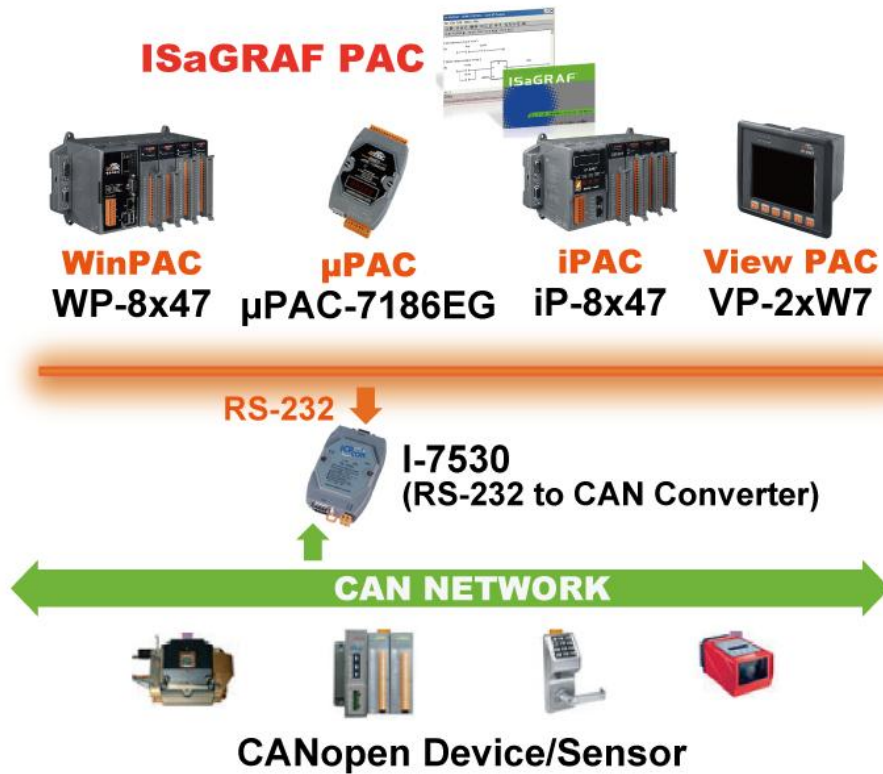 ISaGRAF PAC
ISaGRAF
WinPAC
WP-8x47
µPAC
µPAC-7186EG
iPAC
iP-8x47
View PAC
VP-2xW7
RS-232
I-7530
(RS-232 to CAN Converter)
CAN NETWORK
CANopen Device/Sensor